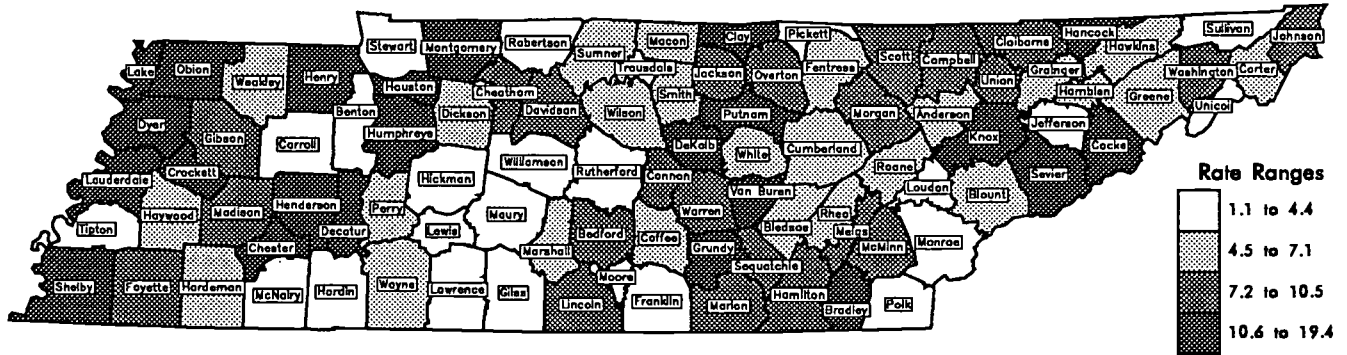 Stewart
Montgomery
Robertson
Sumner
Macon
Clay
Pickett
Scott
Campbell
Claiborne
Hancock
Hawkins
Sullivan
Johnson
Lake
Obion
Weakley
Henry
Houston
Cheatham
Trausdale
Jackson
Overton
Fentress
Union
Grainger
Hamblen
Washington
Carter
Benton
Dickson
Davidson
Wilson
Smith
Putnam
Morgan
Anderson
Greene
Unicoi
Dyer
Gibson
Carroll
Humphreys
DeKalb
White
Cumberland
Knox
Jefferson
Cocke
Crockett
Williamson
Rutherford
Cannon
Roane
Loudon
Sevier
Lauderdale
Haywood
Madison
Henderson
Hickman
Van Buren
Blount
Tipton
Decatur
Perry
Lewis
Maury
Warren
Bledsoe
Rhea
Meigs
McMinn
Monroe
Chester
Marshall
Bedford
Coffee
Grundy
Sequatchie
Shelby
Fayette
Hardeman
McNairy
Hardin
Wayne
Lawrence
Giles
Lincoln
Moore
Franklin
Marion
Hamilton
Bradley
Polk
Rate Ranges
1.1 to 4.4
4.5 to 7.1
7.2 to 10.5
10.6 to 19.4